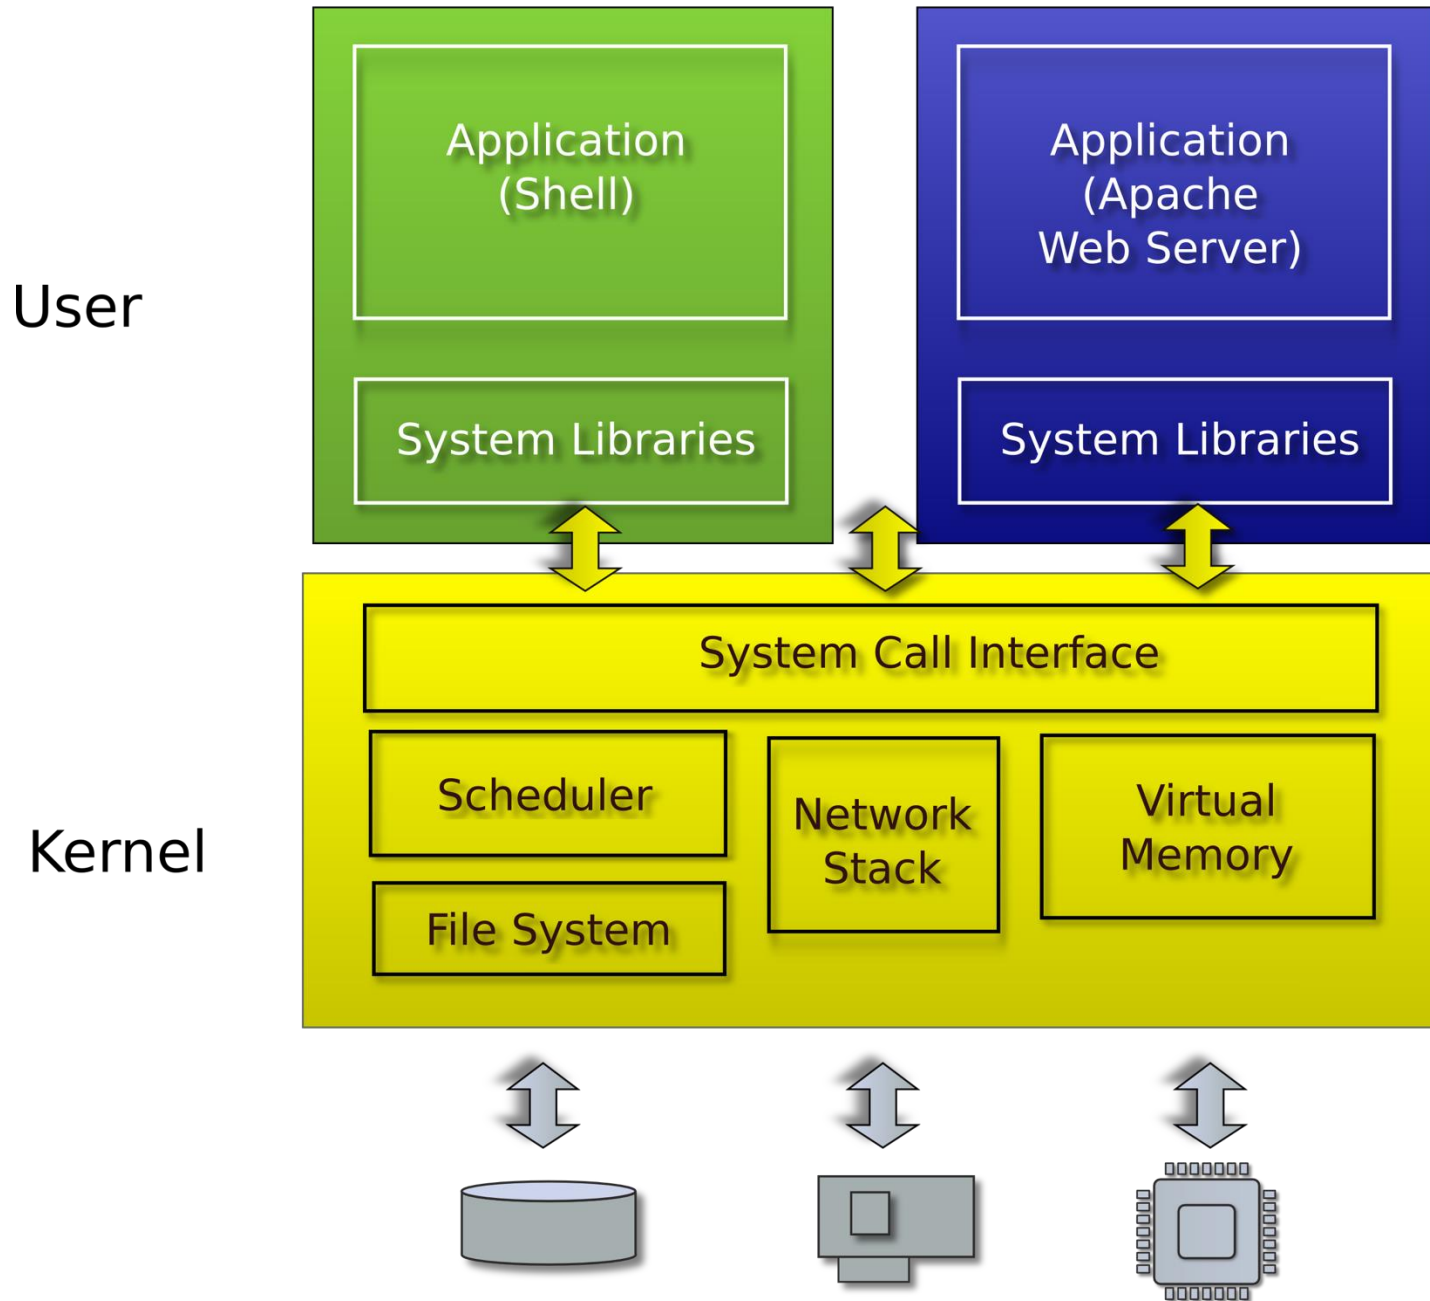 Application
(Shell)
Application
(Apache
Web Server)
User
System Libraries
System Libraries
System Call Interface
Scheduler
Network
Stack
Virtual
Memory
Kernel
File System